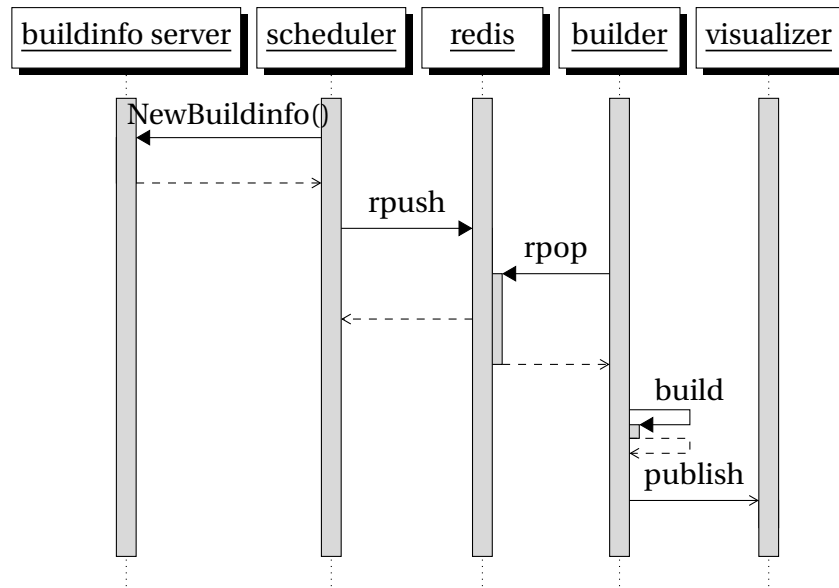 buildinfo server
scheduler
redis
builder
visualizer
NewBuildinfo()
rpush
rpop
build
publish